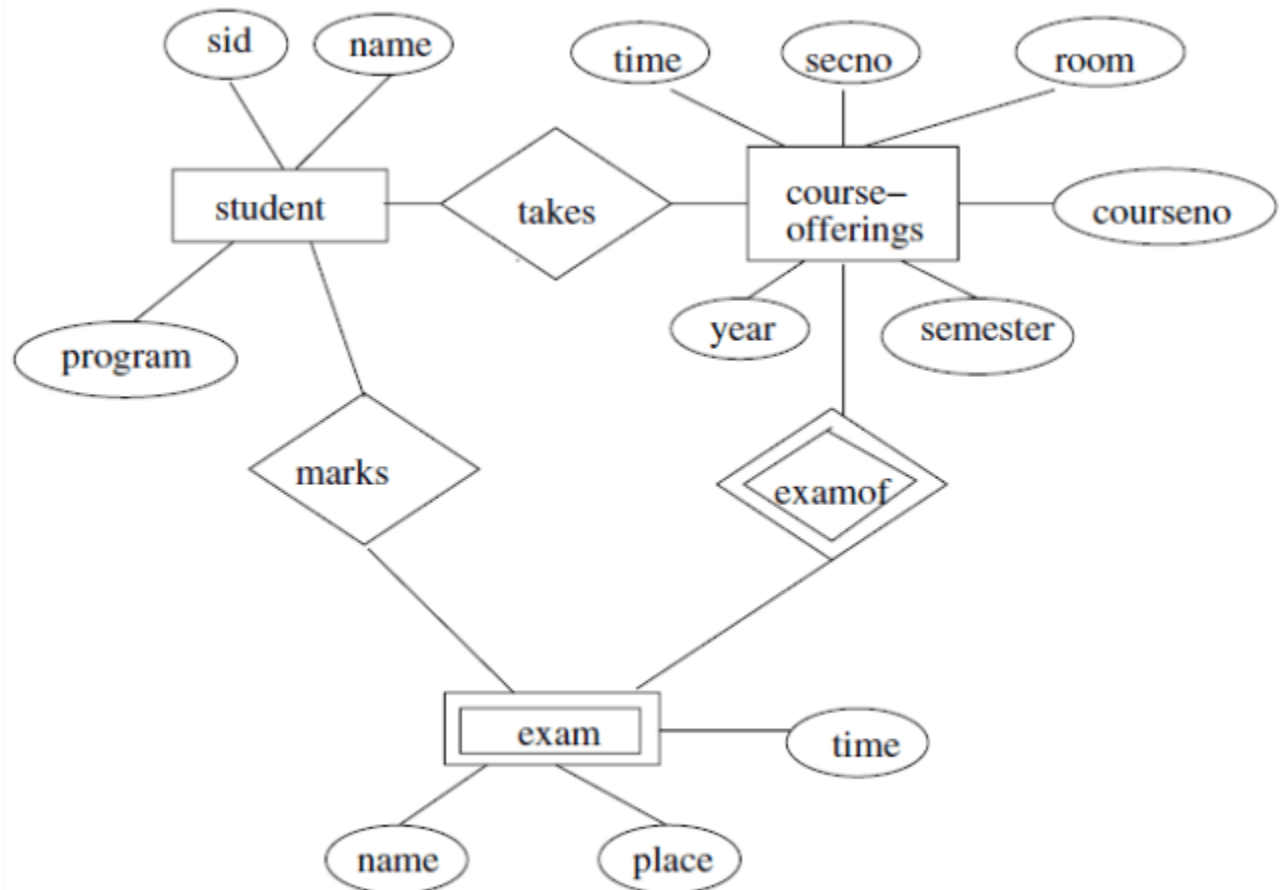 sid
name
time
secno
room
student
takes
course–
offerings
courseno
program
year
semester
marks
examof
exam
time
name
place